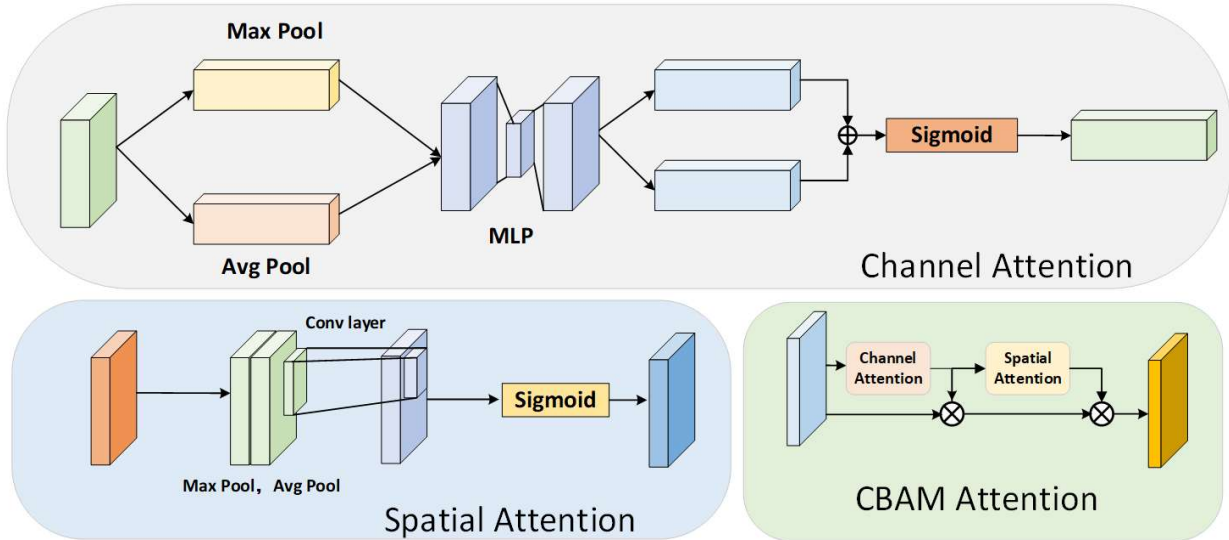 Max Pool
Sigmoid
MLP
Avg Pool
Channel Attention
Conv layer
Sigmoid
Max Pool，Avg Pool
Spatial Attention
Channel
Attention
Spatial
Attention
CBAM Attention